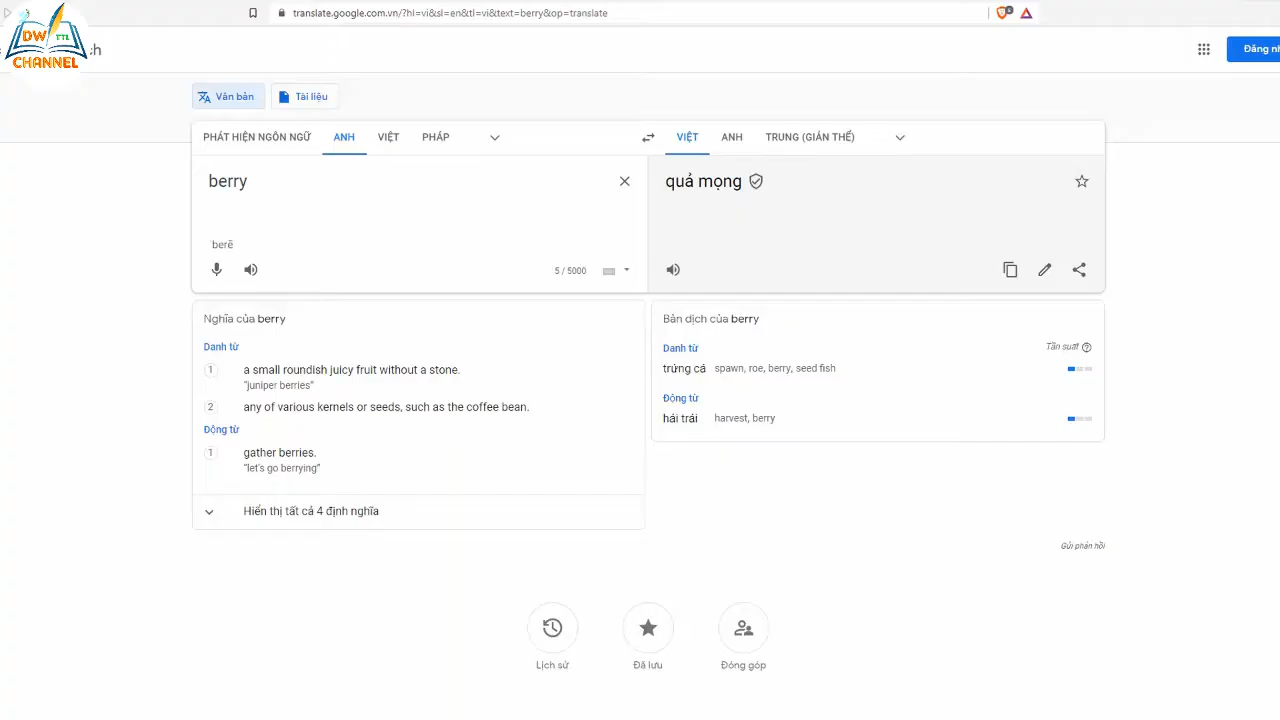 translate.google.com.vn/?hl=vi&sl=en&tl=vi&text=berry&op=translate
DW
TTL
CHANNEL
ch
Đăng nh
Văn bản
Tài liệu
PHÁT HIỆN NGÔN NGỮ
ANH
VIỆT
PHÁP
VIỆT
ANH
TRUNG (GIẢN THỂ)
berry
quả mọng
berē
5 / 5000
Nghĩa của berry
Danh từ
1
a small roundish juicy fruit without a stone.
"juniper berries"
2
any of various kernels or seeds, such as the coffee bean.
Động từ
1
gather berries.
"let's go berrying"
Hiển thị tất cả 4 định nghĩa
Bản dịch của berry
Danh từ
Tần suất
trứng cá spawn, roe, berry, seed fish
Động từ
hái trái harvest, berry
Gửi phản hồi
Lịch sử
Đã lưu
Đóng góp